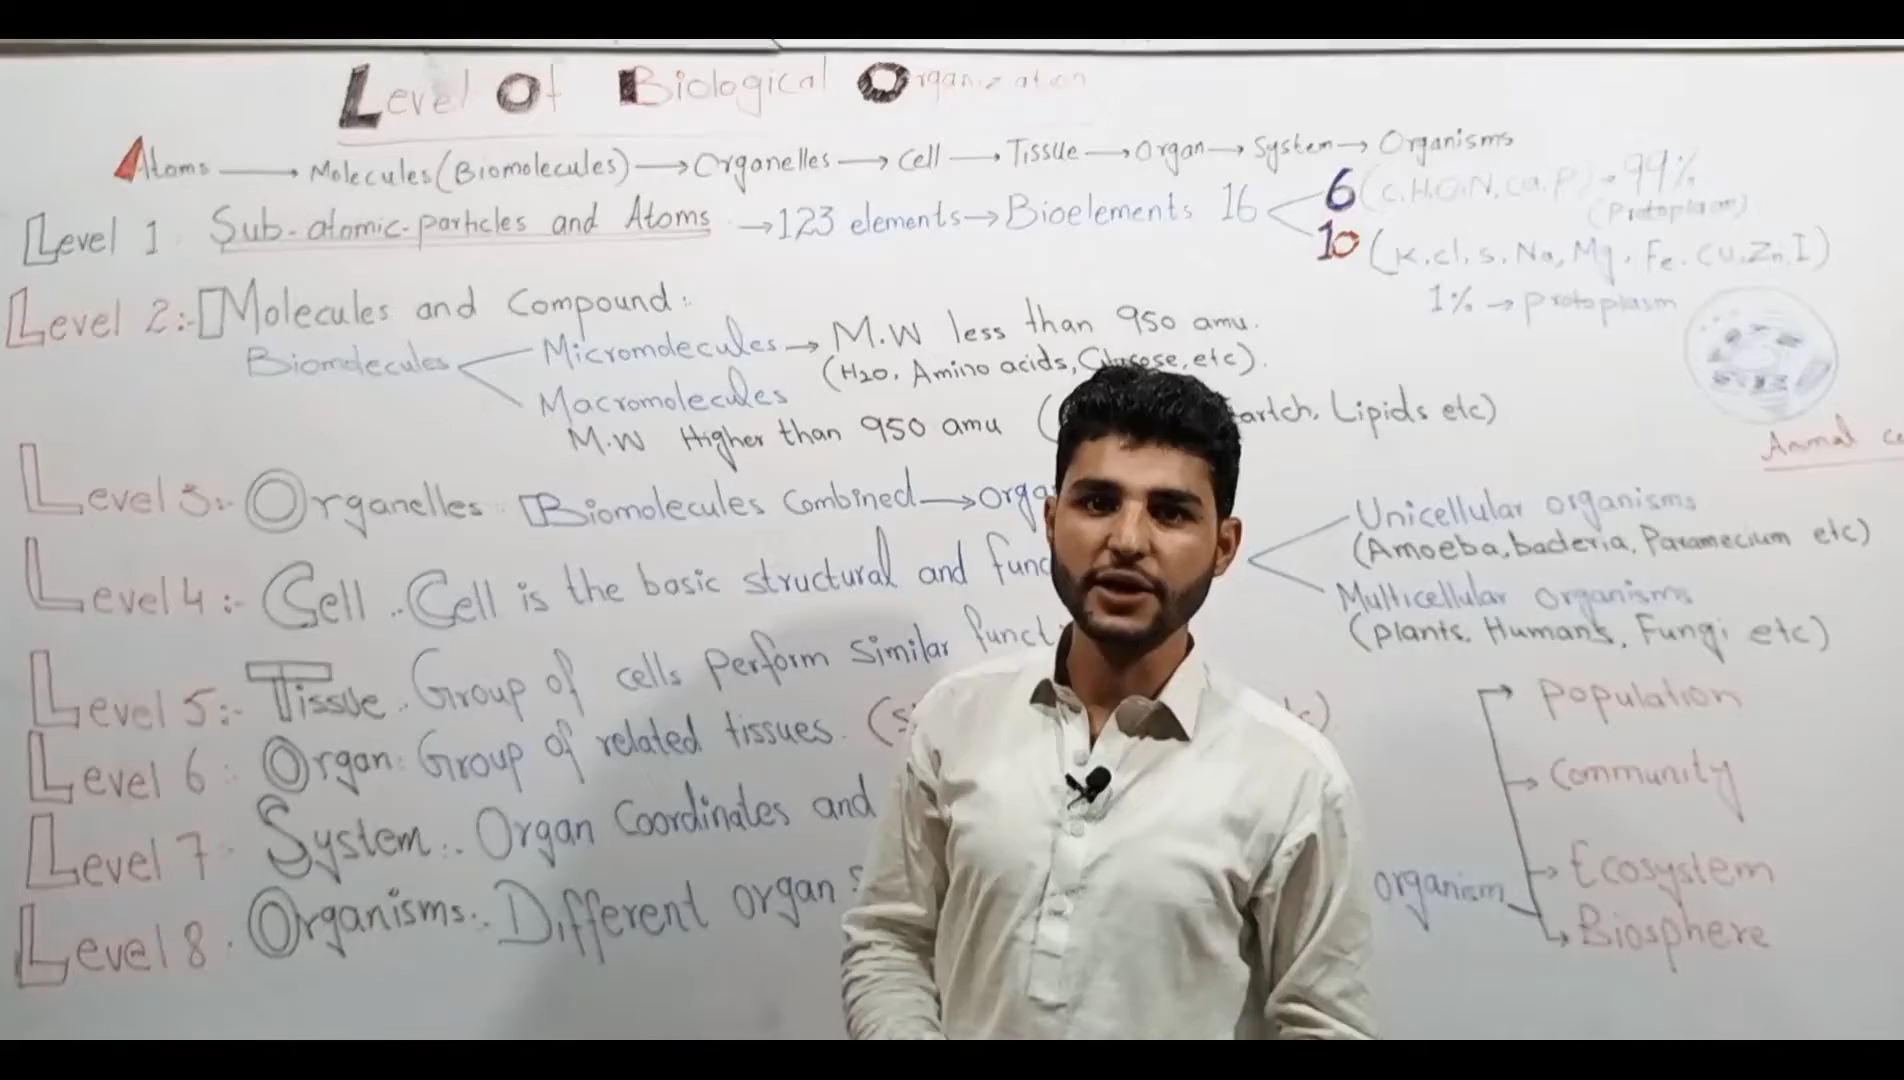 Level Of Biological Organization
Atoms → Molecules (Biomolecules) → Organelles → Cell → Tissue → Organ → System → Organisms
Level 1 Sub-atomic-particles and Atoms → 123 elements → Bioelements 16
6 (C.H.O.N.Ca.P) → 99%
(Protoplasm)
10 (K.cl.s.Na,Mg.Fe.Cu.Zn.I)
1% → protoplasm
Level 2:- Molecules and Compound:
Biomolecules
Micromolecules → M.W less than 950 amu.
(H2O, Amino acids, Glucose, etc).
Macromolecules
M.W Higher than 950 amu ( artch, Lipids etc)
Animal
Level 3:- Organelles Biomolecules Combined → orga
Level 4:- Cell .. Cell is the basic structural and func
Unicellular organisms
(Amoeba, bacteria, Paramecium etc)
Multicellular organisms
(plants, Humans, Fungi etc)
Level 5:- Tissue .. Group of cells perform similar funct
Level 6: Organ: Group of related tissues. (s
Level 7 System .. Organ Coordinates and
Level 8. Organisms .. Different organ s
organism
Population
Community
Ecosystem
Biosphere